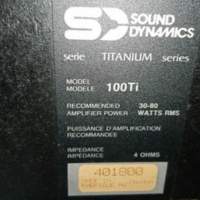 SD SOUND DYNAMICS
serie TITANIUM series
MODEL
MODELE 100Ti
RECOMMENDED 30-80
AMPLIFIER POWER WATTS RMS
PUISSANCE D'AMPLIFICATION
RECOMMANDEE
IMPEDANCE
IMPÉDANCE 4 OHMS
401800